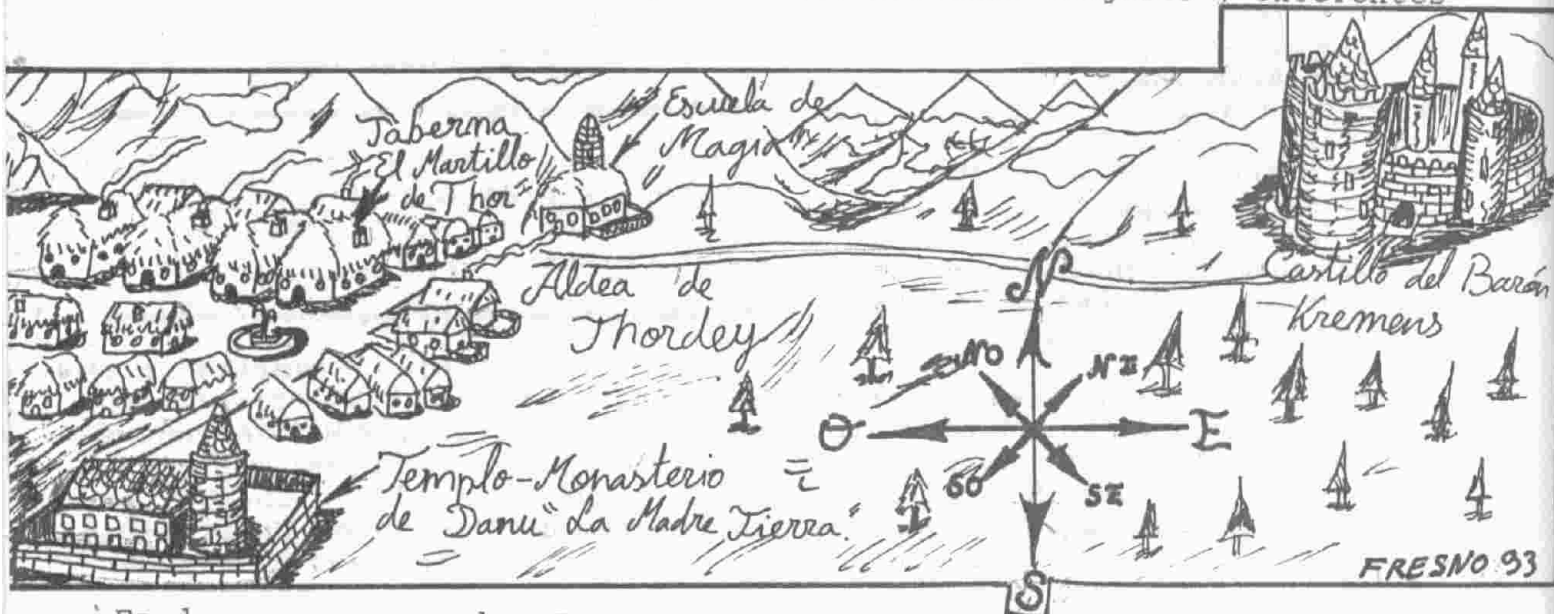 Taberna
"El Martillo
de Thor"
Escuela de
Magia
Aldea de
Thordey
Castillo del Barón
Kremens
N
NO
NE
O
E
SO
SE
S
Templo-Monasterio
de Danu "La Madre Tierra"
FRESNO 93